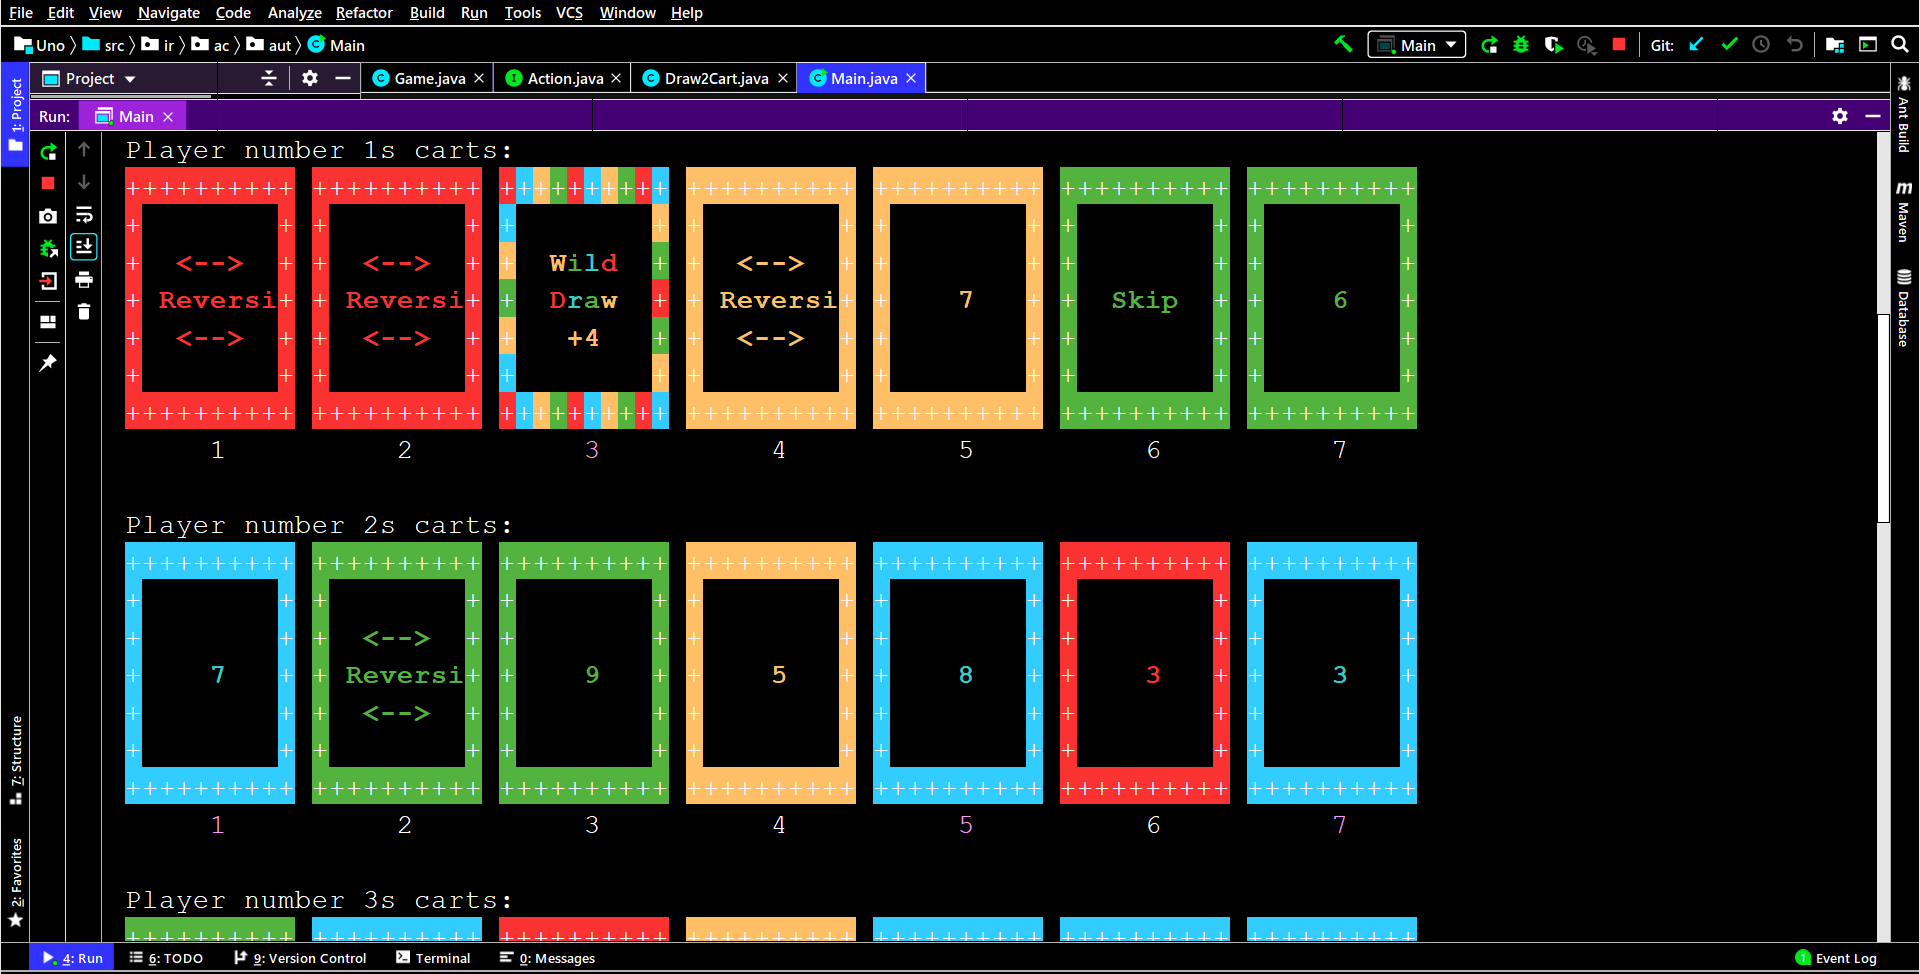 File Edit View Navigate Code Analyze Refactor Build Run Tools VCS Window Help
Uno src ir ac aut Main
Main Git:
1: Project
Project Game.java Action.java Draw2Cart.java Main.java
Run: Main
Ant Build
Maven
Database
Player number 1s carts:
++++++++++ ++++++++++ ++++++++++ ++++++++++ ++++++++++ ++++++++++ ++++++++++
+ + + + + + + + + + + + + +
+ <--> + + <--> + + Wild + + <--> + + + + + + +
+ Reversi+ + Reversi+ + Draw + + Reversi+ + 7 + + Skip + + 6 +
+ <--> + + <--> + + +4 + + <--> + + + + + + +
+ + + + + + + + + + + + + +
++++++++++ ++++++++++ ++++++++++ ++++++++++ ++++++++++ ++++++++++ ++++++++++
1 2 3 4 5 6 7
Player number 2s carts:
++++++++++ ++++++++++ ++++++++++ ++++++++++ ++++++++++ ++++++++++ ++++++++++
+ + + + + + + + + + + + + +
+ + + <--> + + + + + + + + + + +
+ 7 + + Reversi+ + 9 + + 5 + + 8 + + 3 + + 3 +
+ + + <--> + + + + + + + + + + +
+ + + + + + + + + + + + + +
++++++++++ ++++++++++ ++++++++++ ++++++++++ ++++++++++ ++++++++++ ++++++++++
1 2 3 4 5 6 7
Player number 3s carts:
++++++++++ ++++++++++ ++++++++++ ++++++++++ ++++++++++ ++++++++++ ++++++++++
7: Structure
2: Favorites
4: Run 6: TODO 9: Version Control Terminal 0: Messages 1 Event Log